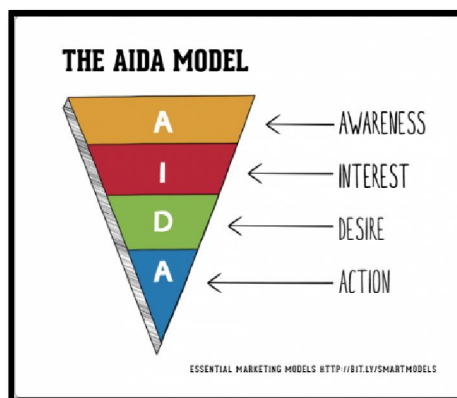 THE AIDA MODEL
A
AWARENESS
I
INTEREST
D
DESIRE
A
ACTION
ESSENTIAL MARKETING MODELS HTTP://BIT.LY/SMARTMODELS